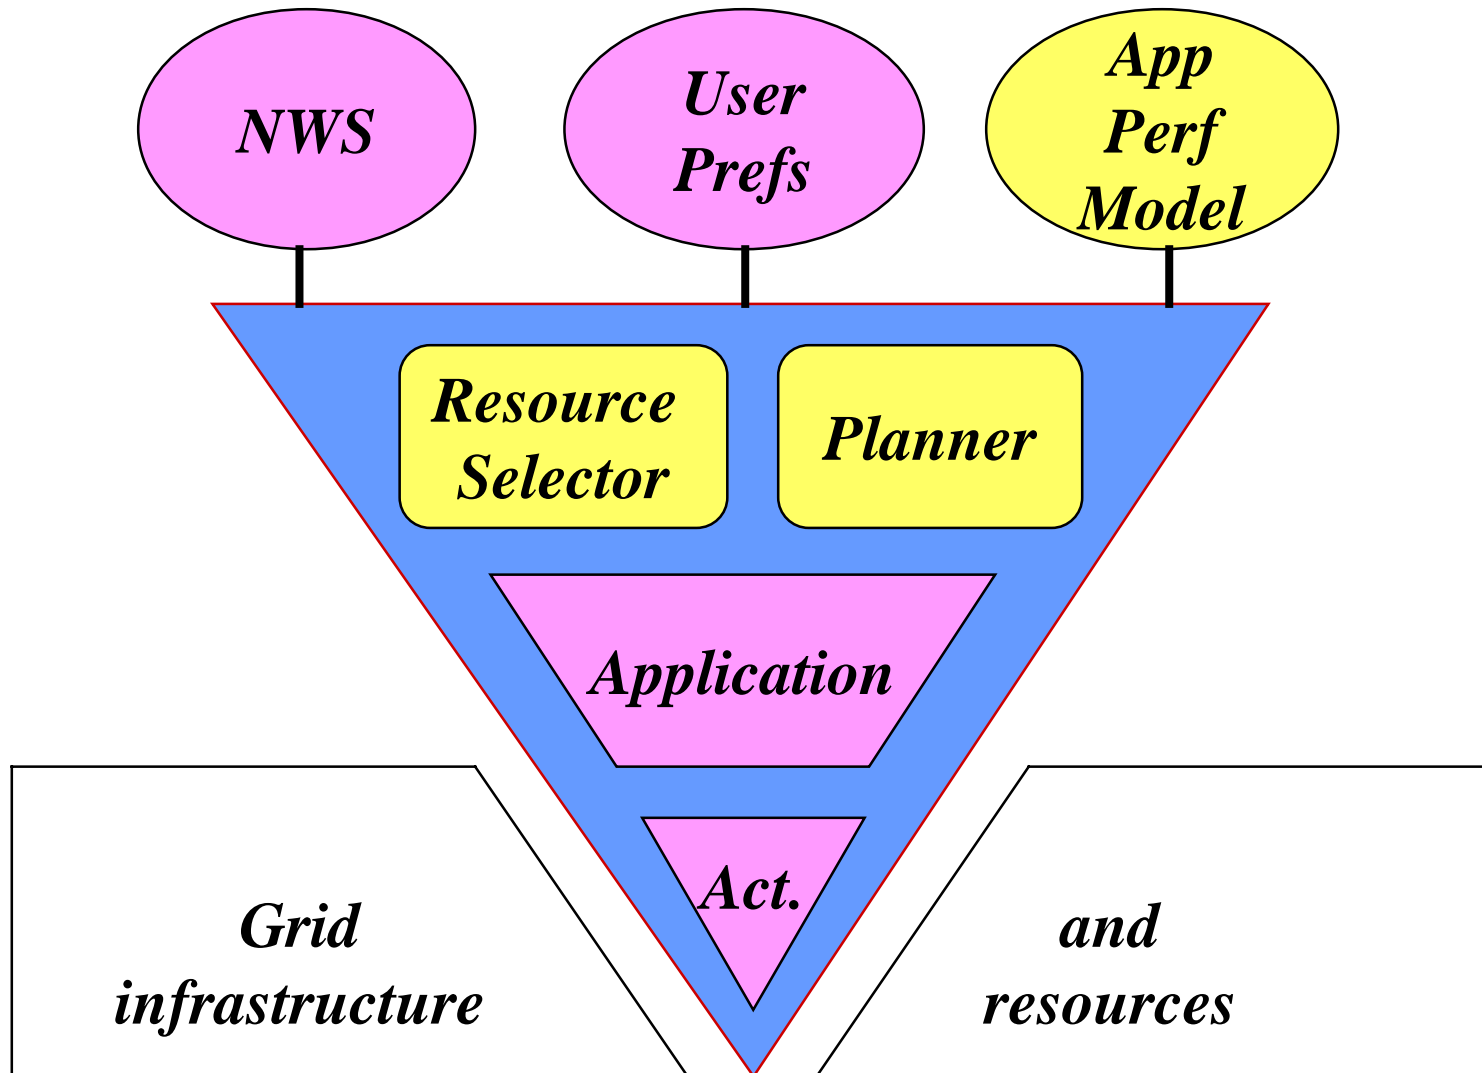 NWS
User
Prefs
App
Perf
Model
Resource
Selector
Planner
Application
Act.
Grid
infrastructure
and
resources